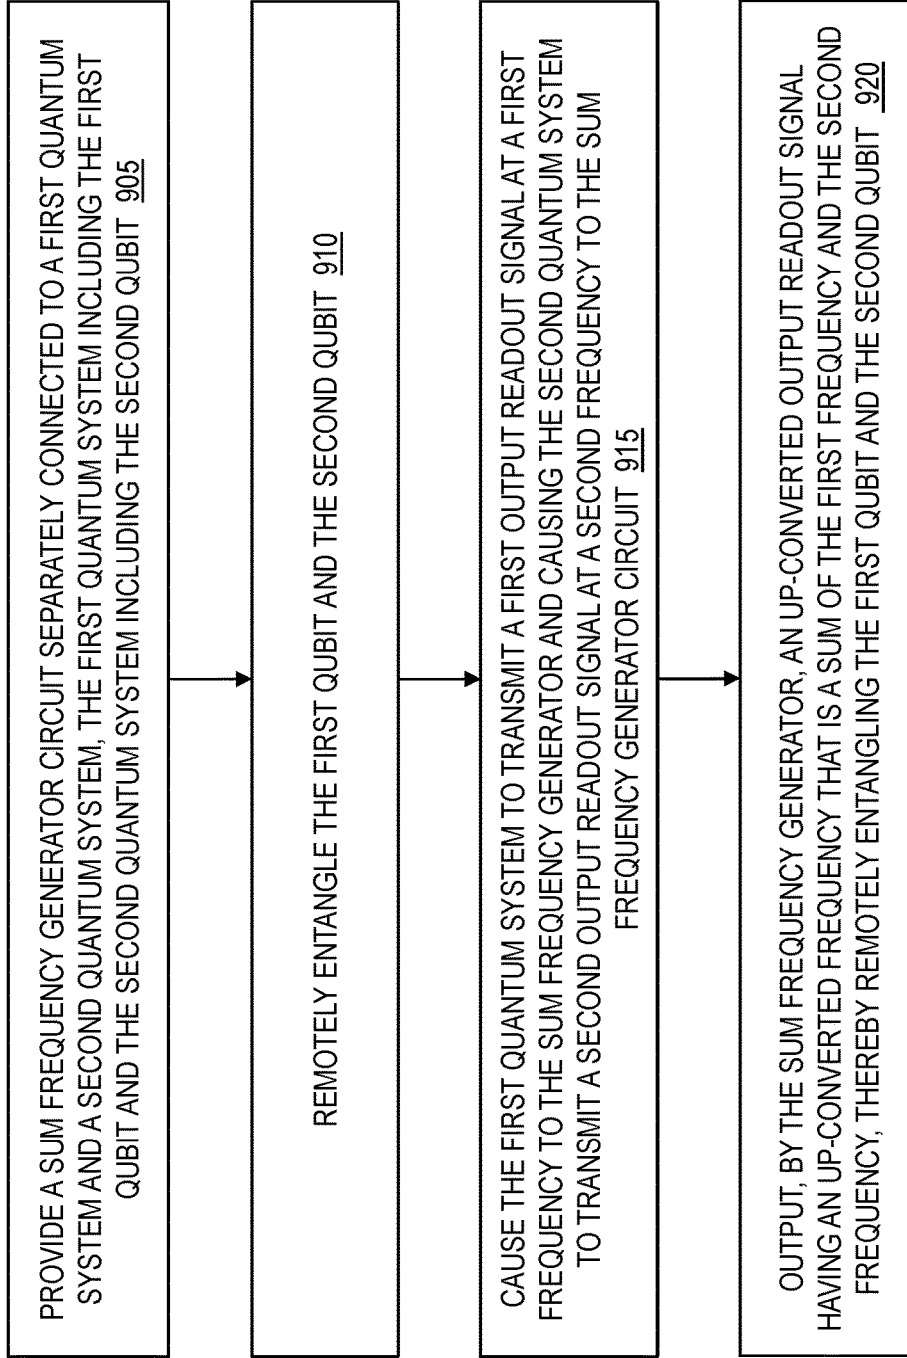 PROVIDE A SUM FREQUENCY GENERATOR CIRCUIT SEPARATELY CONNECTED TO A FIRST QUANTUM
SYSTEM AND A SECOND QUANTUM SYSTEM, THE FIRST QUANTUM SYSTEM INCLUDING THE FIRST
QUBIT AND THE SECOND QUANTUM SYSTEM INCLUDING THE SECOND QUBIT 905
REMOTELY ENTANGLE THE FIRST QUBIT AND THE SECOND QUBIT 910
CAUSE THE FIRST QUANTUM SYSTEM TO TRANSMIT A FIRST OUTPUT READOUT SIGNAL AT A FIRST
FREQUENCY TO THE SUM FREQUENCY GENERATOR AND CAUSING THE SECOND QUANTUM SYSTEM
TO TRANSMIT A SECOND OUTPUT READOUT SIGNAL AT A SECOND FREQUENCY TO THE SUM
FREQUENCY GENERATOR CIRCUIT 915
OUTPUT, BY THE SUM FREQUENCY GENERATOR, AN UP-CONVERTED OUTPUT READOUT SIGNAL
HAVING AN UP-CONVERTED FREQUENCY THAT IS A SUM OF THE FIRST FREQUENCY AND THE SECOND
FREQUENCY, THEREBY REMOTELY ENTANGLING THE FIRST QUBIT AND THE SECOND QUBIT 920